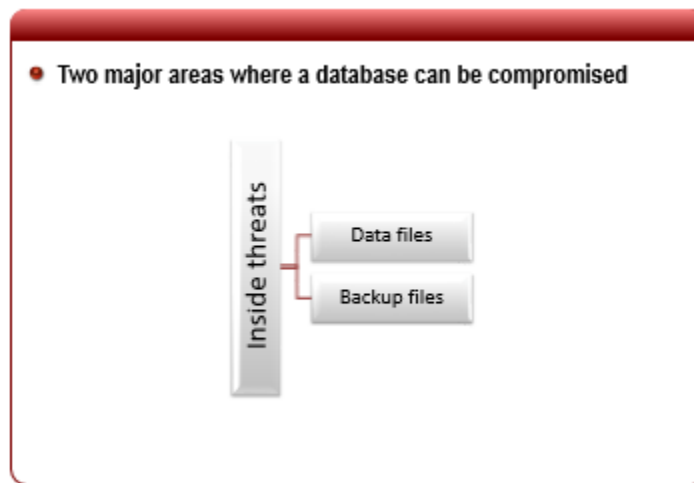 Two major areas where a database can be compromised
Inside threats
Data files
Backup files